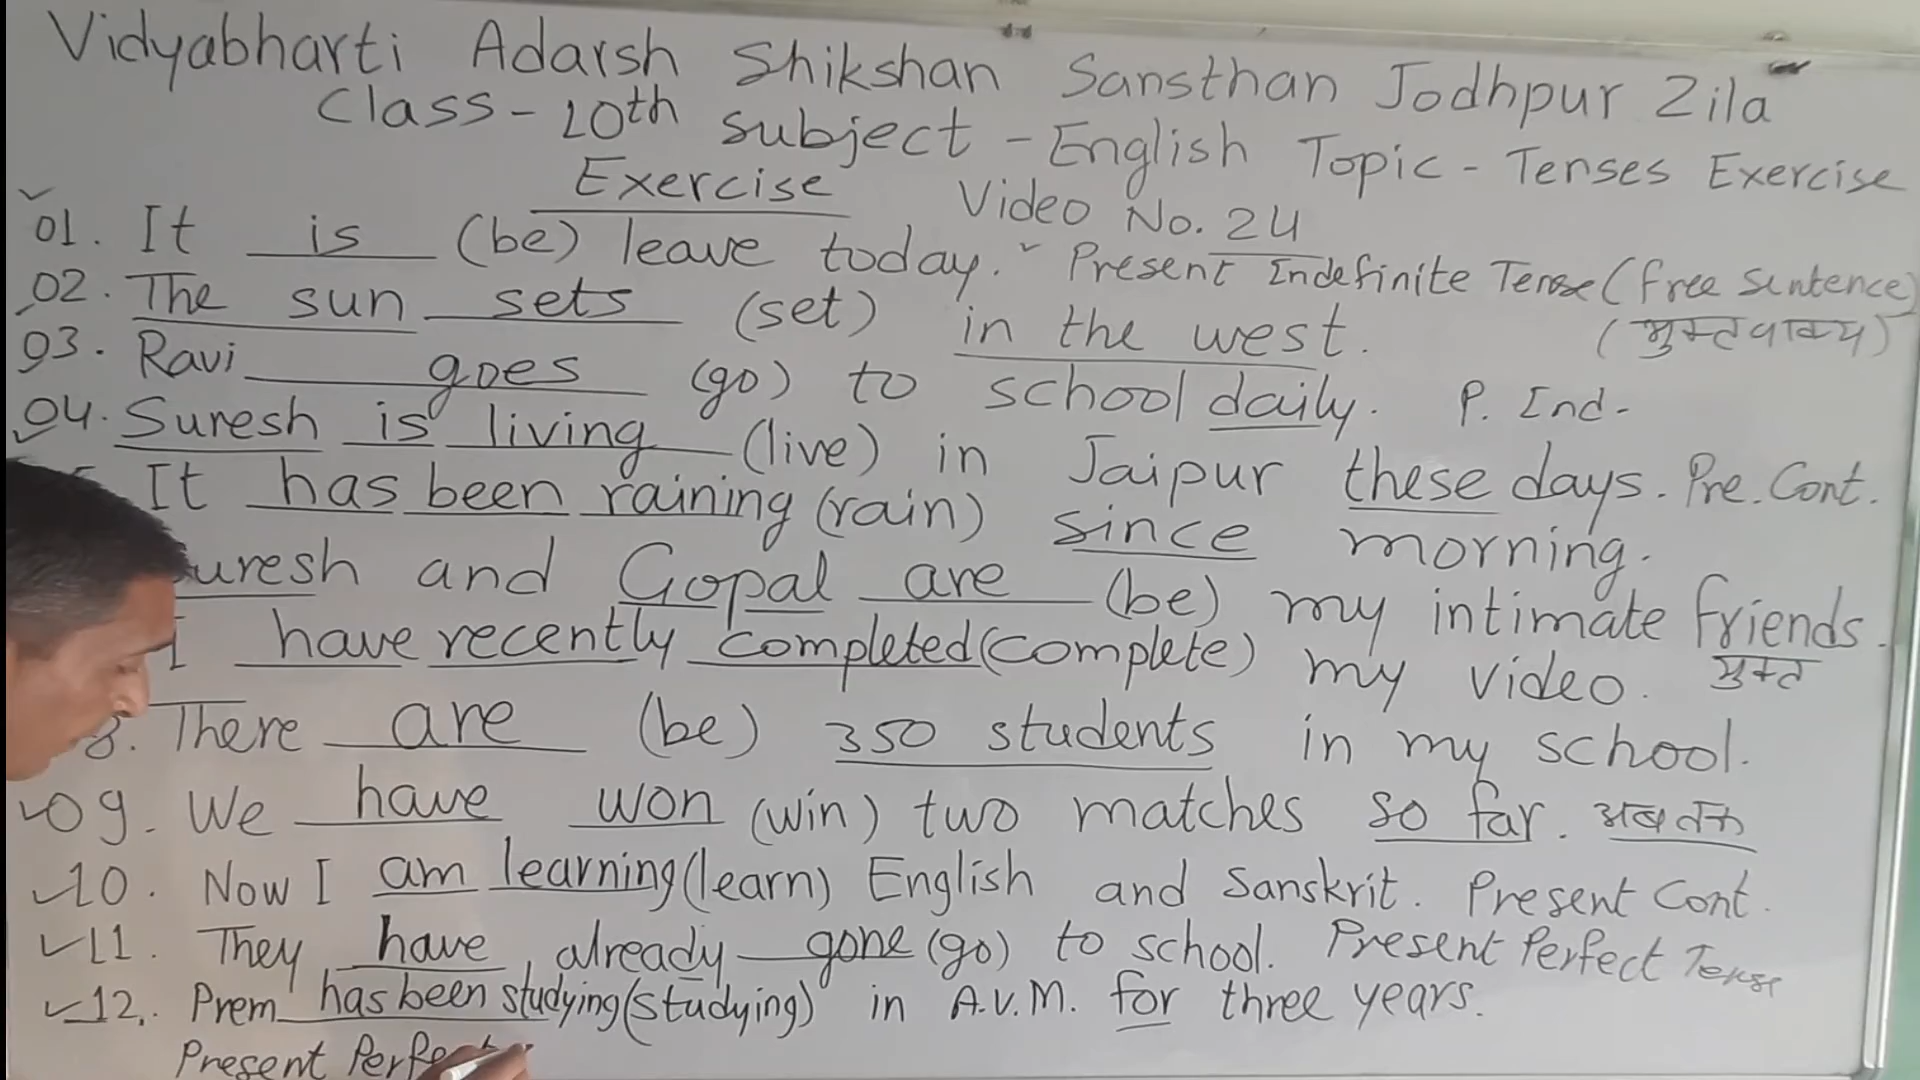 Vidyabharti Adarsh Shikshan Sansthan Jodhpur Zila
Class - 10th subject - English Topic - Tenses Exercise
Exercise Video No. 24
01. It is (be) leave today. Present Indefinite Tense (free sentence)
02. The sun sets (set) in the west. (मुक्त वाक्य)
03. Ravi goes (go) to school daily. P. Ind-
04. Suresh is living (live) in Jaipur these days. Pre. Cont.
It has been raining (rain) since morning.
uresh and Gopal are (be) my intimate friends.
I have recently completed (complete) my video. मुक्त
8. There are (be) 350 students in my school.
09. We have won (win) two matches so far. अब तक
10. Now I am learning (learn) English and Sanskrit. Present Cont.
11. They have already gone (go) to school. Present Perfect Tense
12. Prem has been studying (studying) in A.V.M. for three years.
Present Perfect